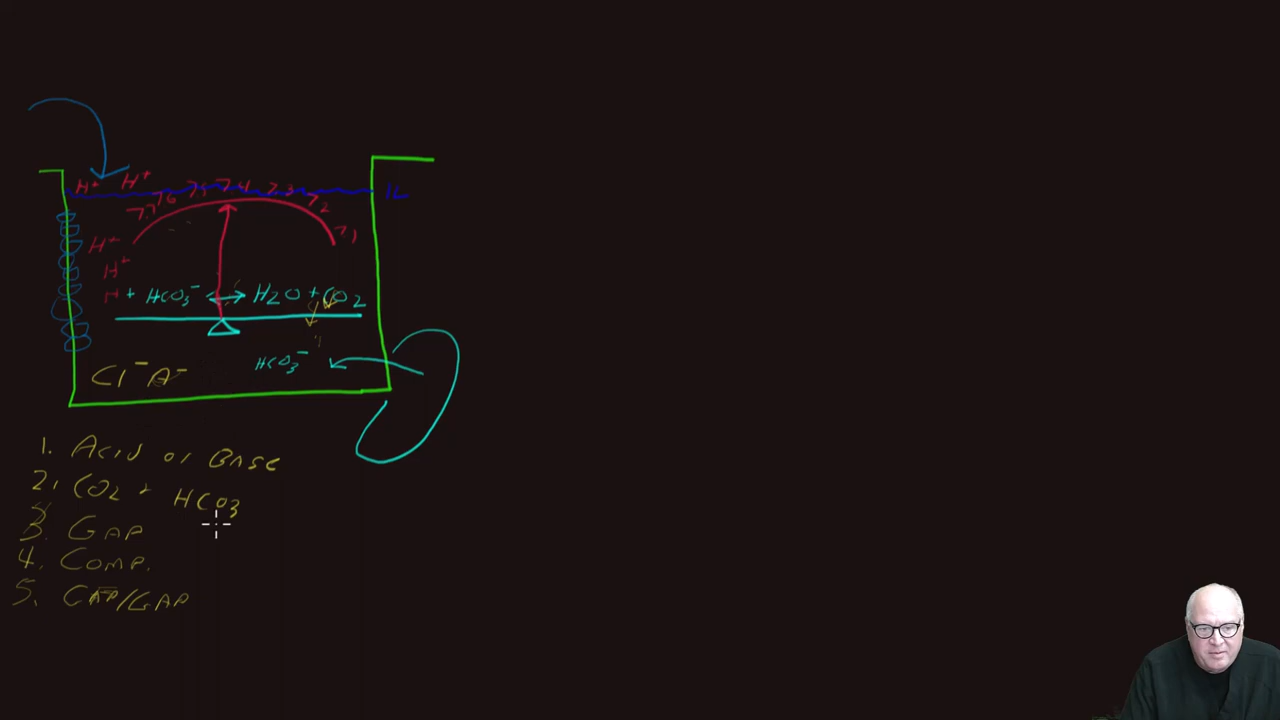 H+ H+
7.7 7.6 7.5 7.4 7.3 7.2 7.1
1L
H+
H+
H + HCO3- ⇌ H2O + CO2
HCO3-
Cl- A-
1. Acid or Base
2. CO2 + HCO3
3. GAP
4. Comp.
5. GAP/GAP